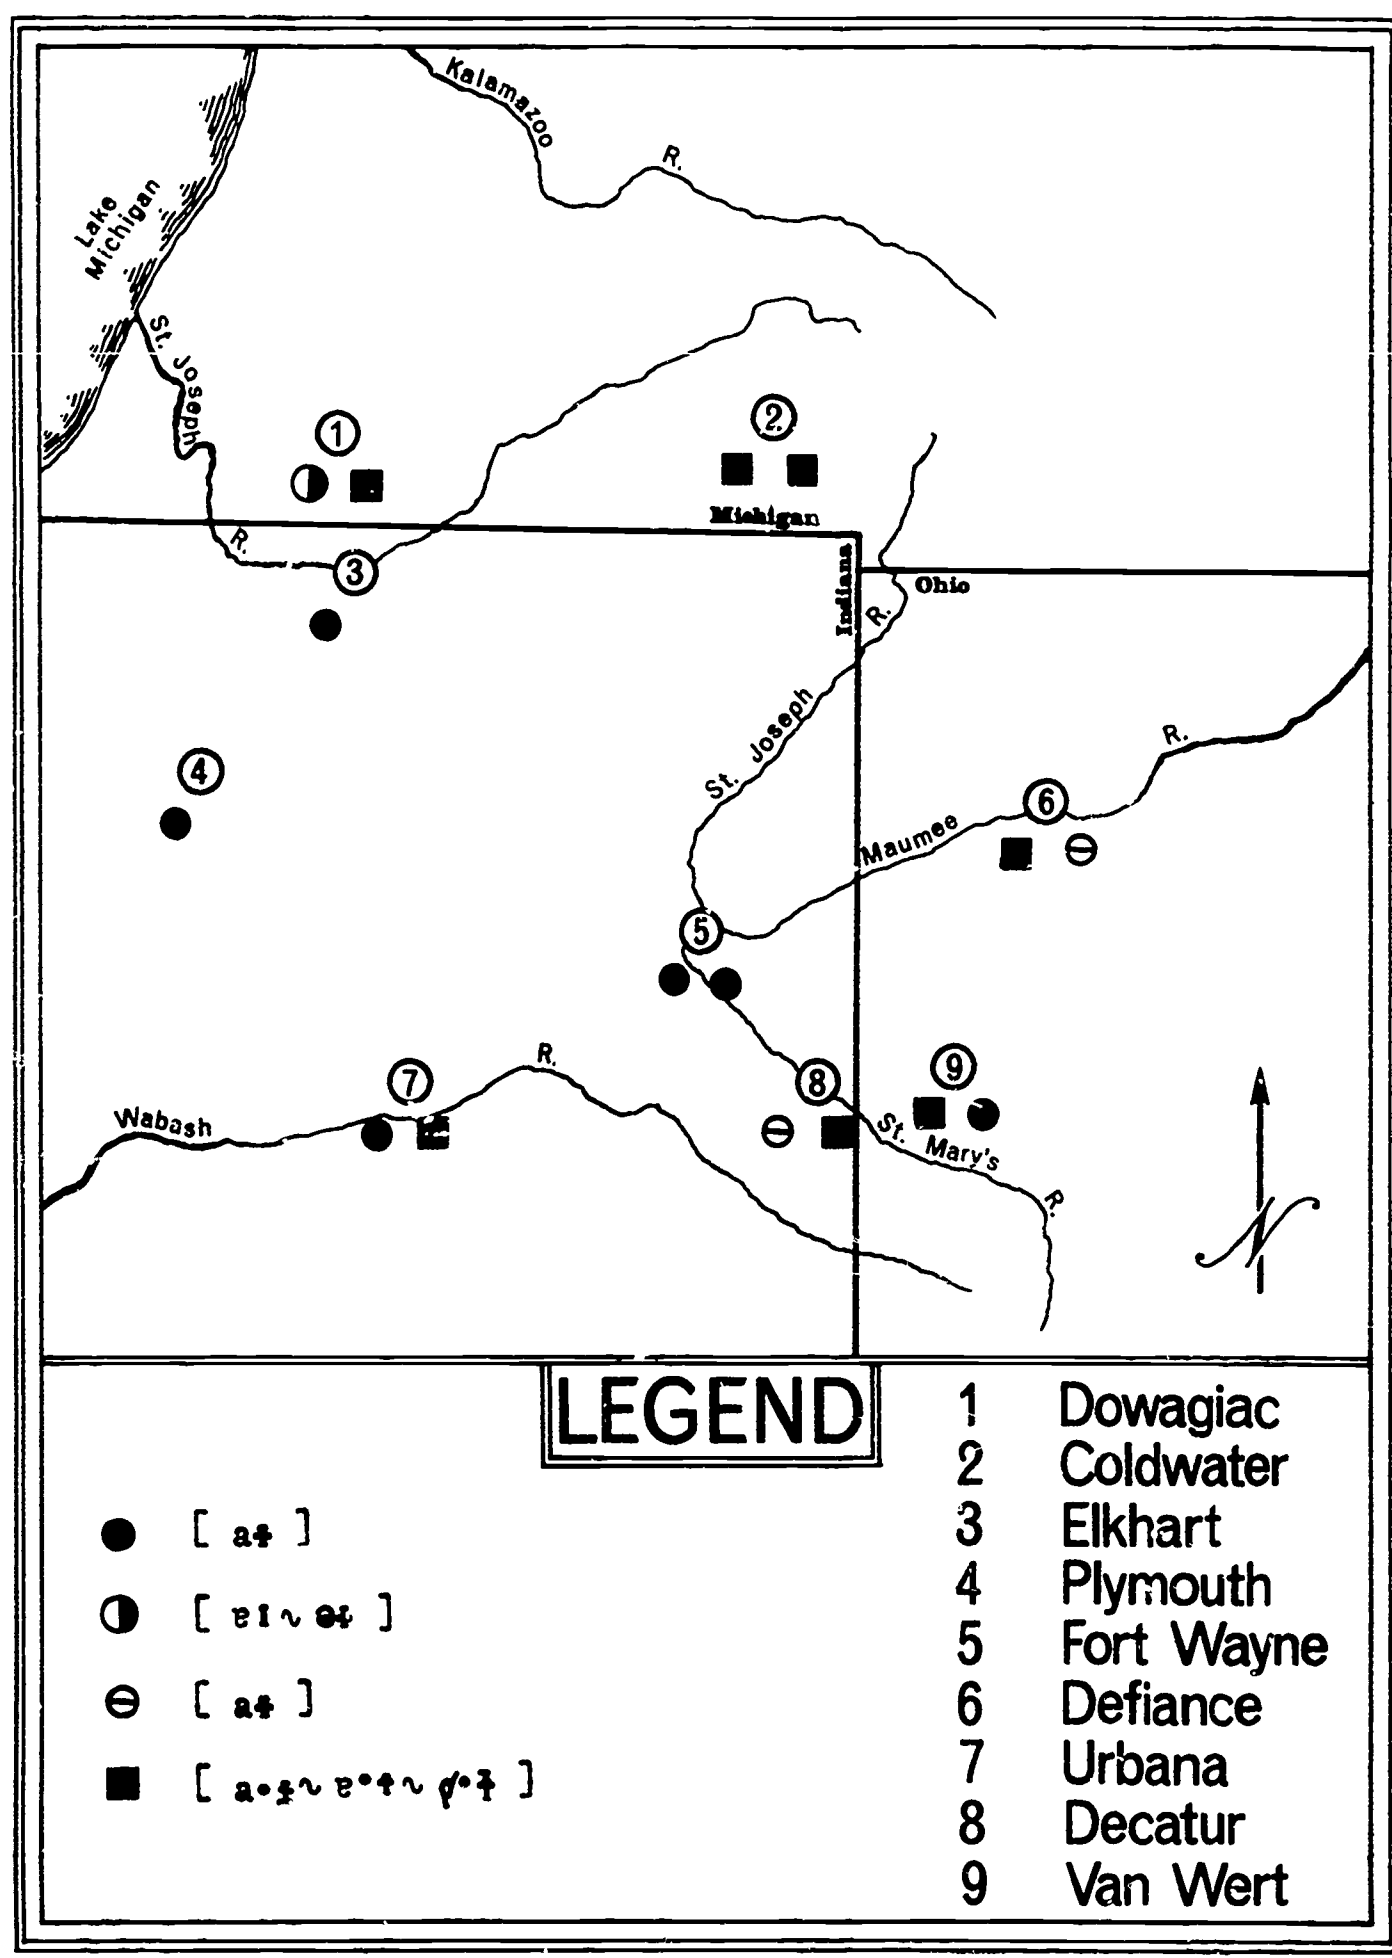 Kalamazoo R.
Lake
Michigan
St. Joseph R.
1
2
Michigan
Indiana
Ohio
3
St. Joseph R.
4
Maumee R.
6
5
7
Wabash R.
8
9
St. Mary's R.
N
LEGEND
1 Dowagiac
2 Coldwater
3 Elkhart
4 Plymouth
5 Fort Wayne
6 Defiance
7 Urbana
8 Decatur
9 Van Wert